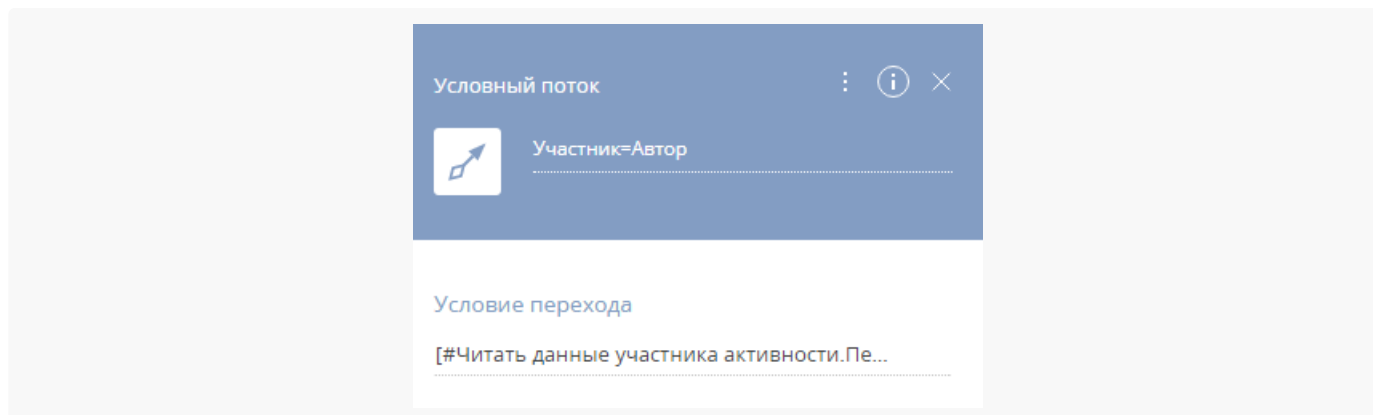 Условный поток
Участник=Автор
Условие перехода
[#Читать данные участника активности.Пе...